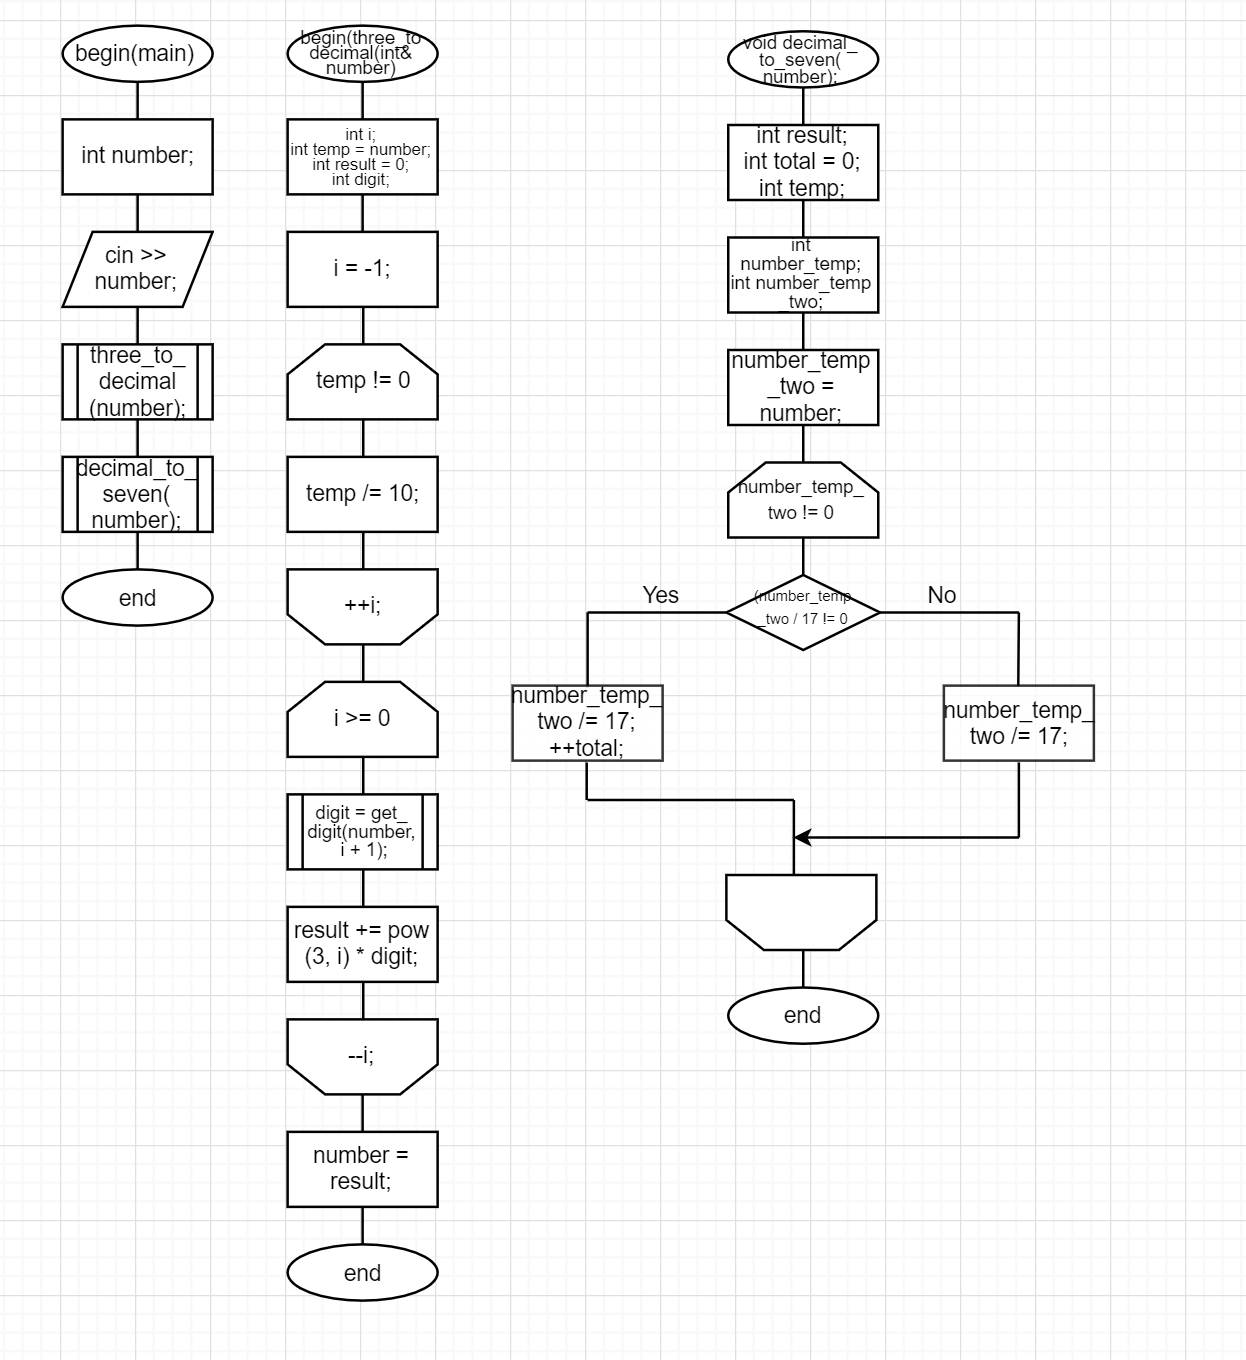 begin(main)
int number;
cin >>
number;
three_to_
decimal
(number);
decimal_to_
seven(
number);
end
begin(three_to_
decimal(int&
number)
int i;
int temp = number;
int result = 0;
int digit;
i = -1;
temp != 0
temp /= 10;
++i;
i >= 0
digit = get_
digit(number,
i + 1);
result += pow
(3, i) * digit;
--i;
number =
result;
end
void decimal_
to_seven(
number);
int result;
int total = 0;
int temp;
int
number_temp;
int number_temp
_two;
number_temp
_two =
number;
number_temp_
two != 0
(number_temp
_two / 17 != 0
Yes
No
number_temp_
two /= 17;
++total;
number_temp_
two /= 17;
end